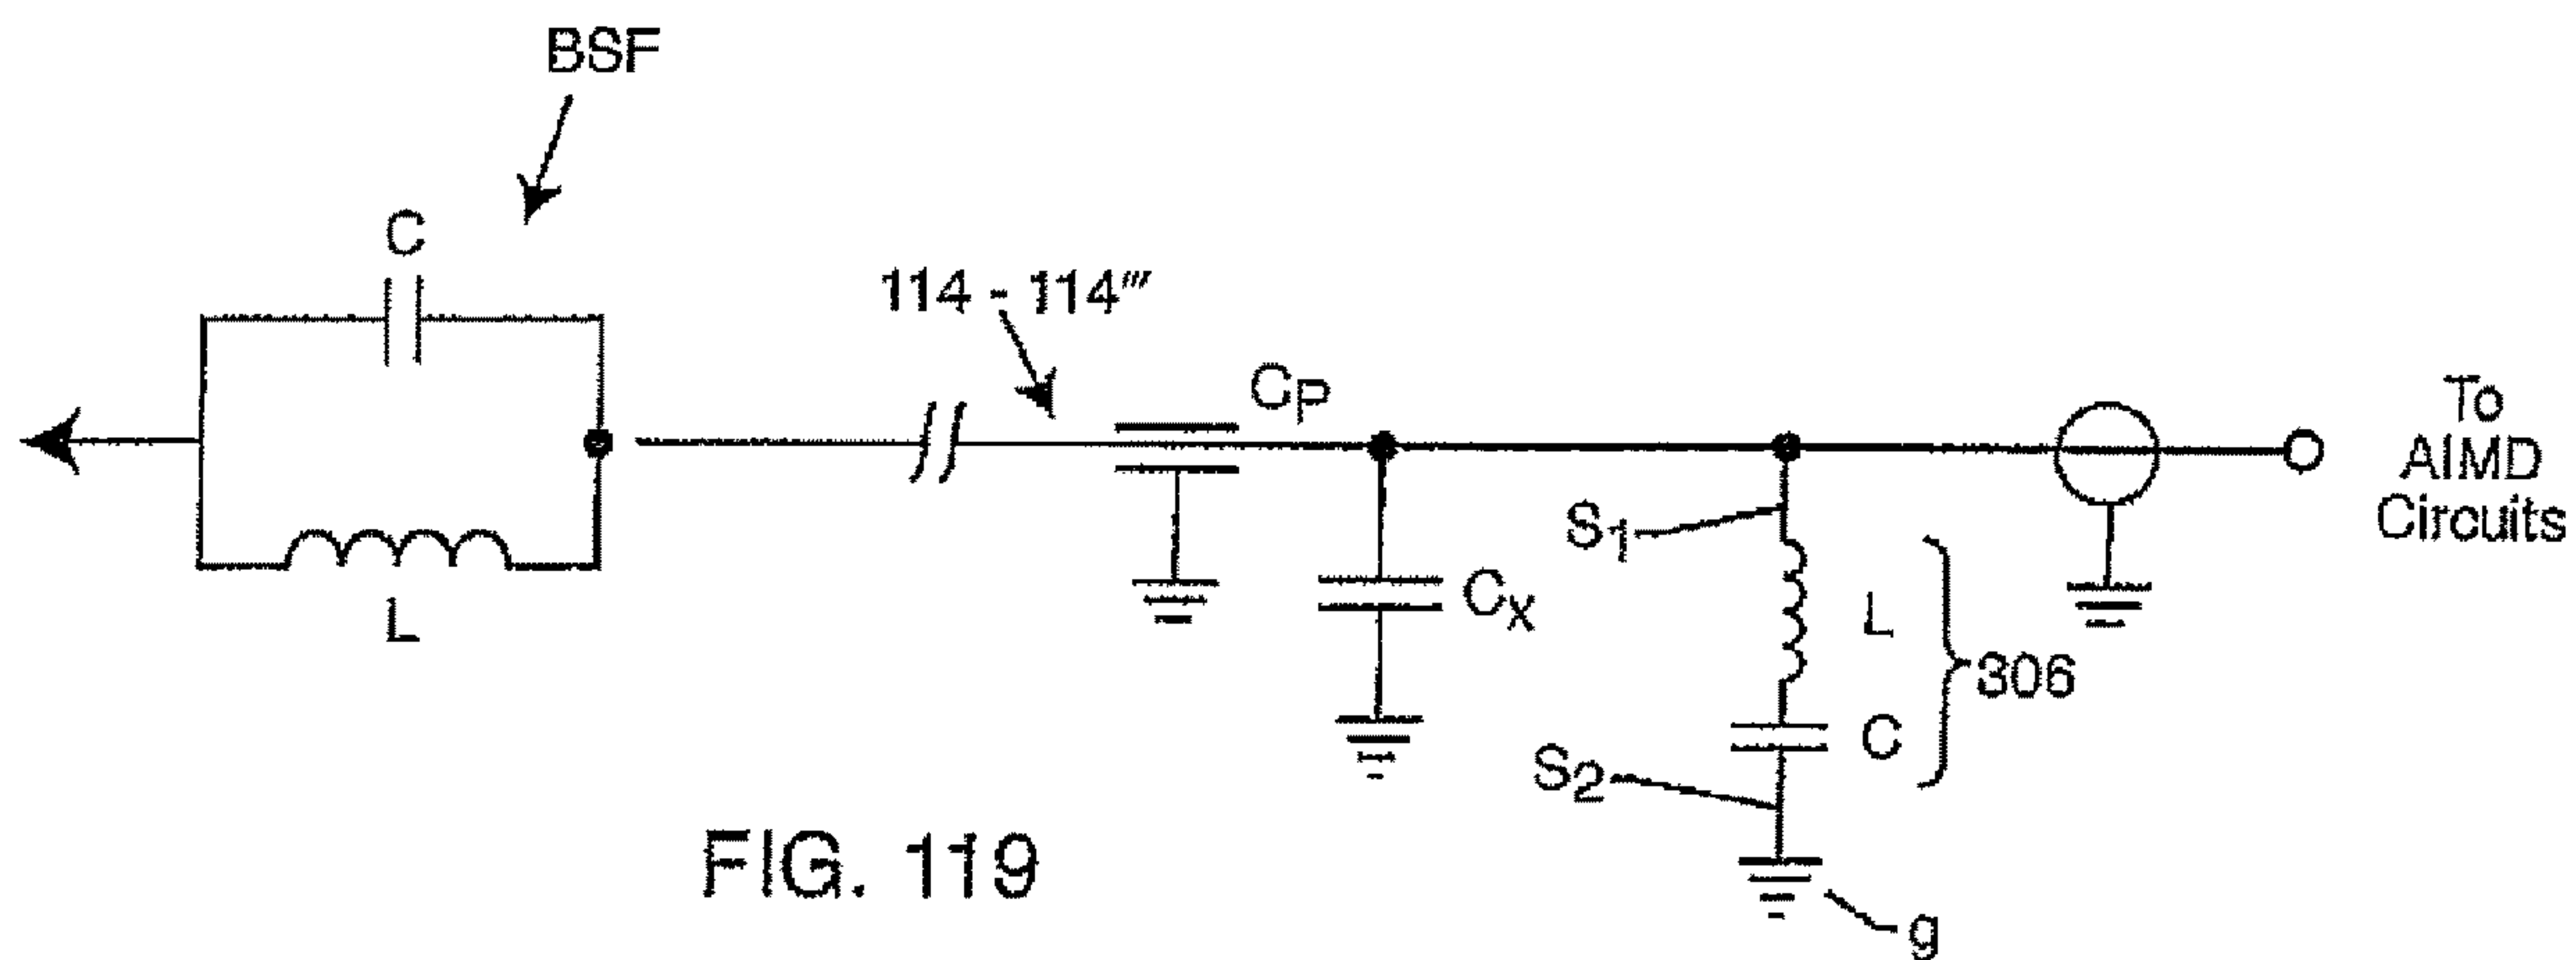 BSF
C
114 - 114‴
CP
To
AIMD
Circuits
S1
L
CX
L
306
C
S2
FIG. 119
g